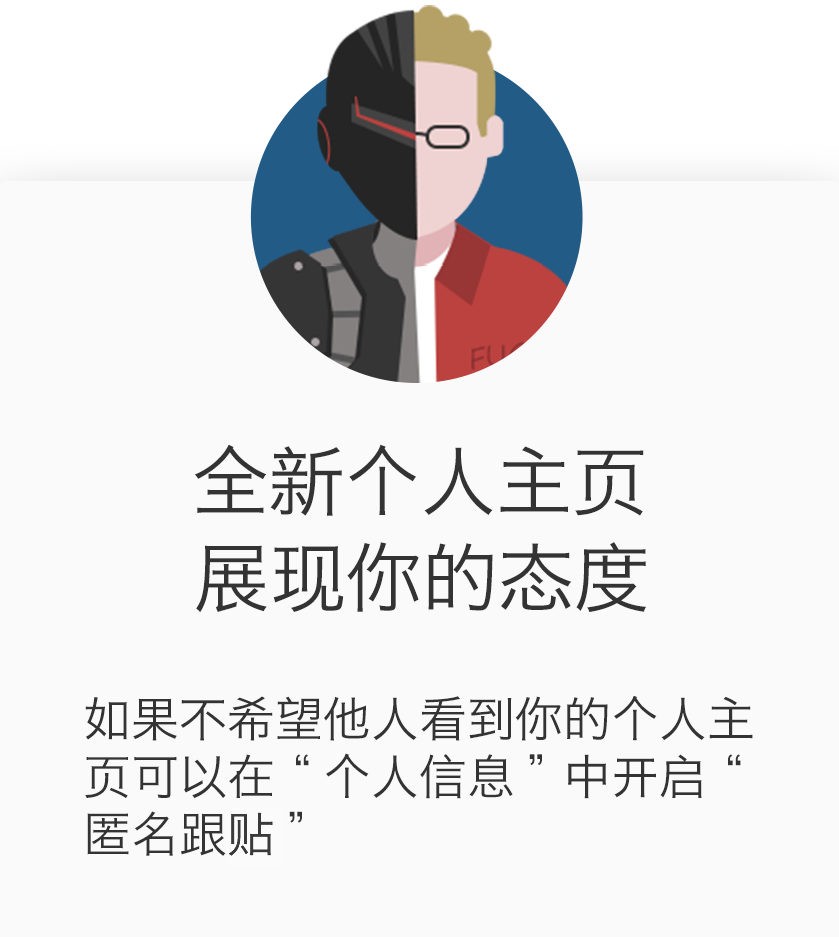 全新个人主页
展现你的态度
如果不希望他人看到你的个人主
页可以在“个人信息”中开启“
匿名跟贴”